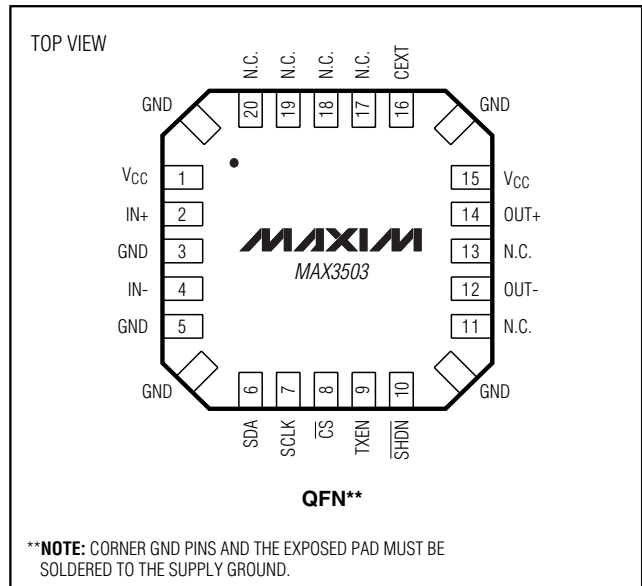 TOP VIEW
N.C.
N.C.
N.C.
N.C.
CEXT
20
19
18
17
16
GND
GND
VCC 1
IN+ 2
GND 3
IN- 4
GND 5
15 VCC
14 OUT+
13 N.C.
12 OUT-
11 N.C.
MAXIM
MAX3503
GND
GND
6
7
8
9
10
SDA
SCLK
C̅S̅
TXEN
S̅H̅D̅N̅
QFN**
**NOTE: CORNER GND PINS AND THE EXPOSED PAD MUST BE
SOLDERED TO THE SUPPLY GROUND.